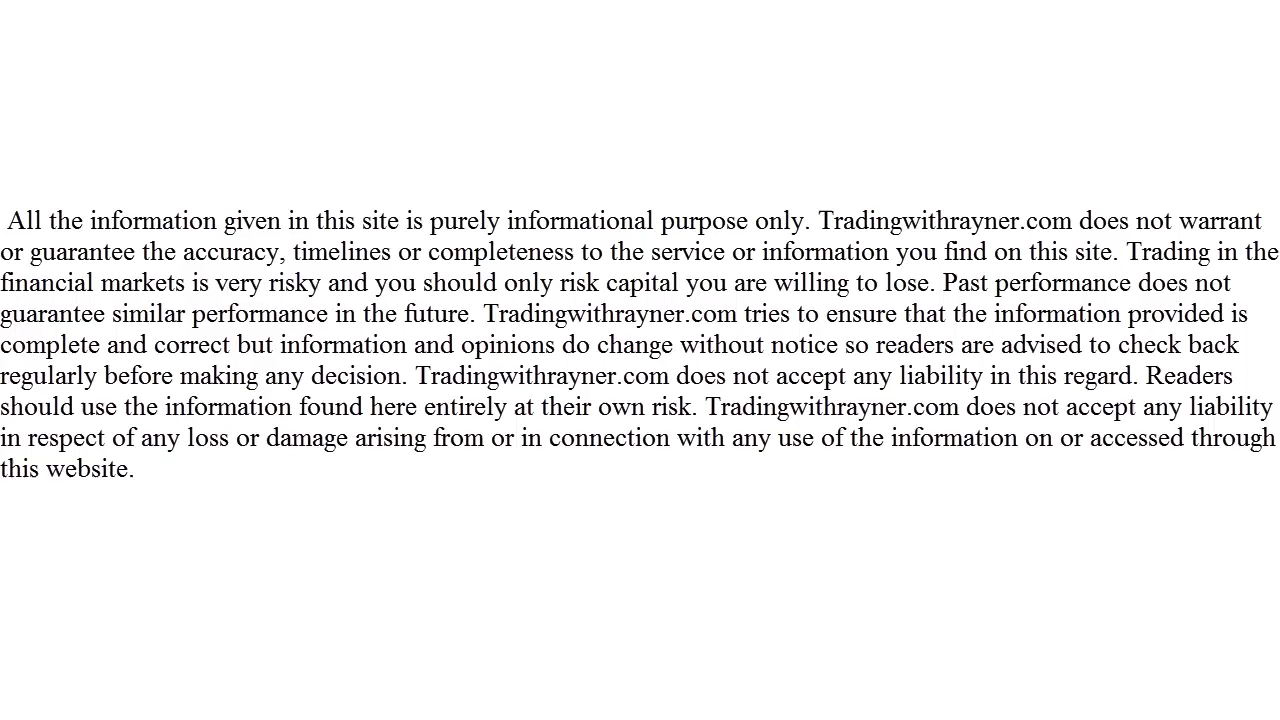 All the information given in this site is purely informational purpose only. Tradingwithrayner.com does not warrant
or guarantee the accuracy, timelines or completeness to the service or information you find on this site. Trading in the
financial markets is very risky and you should only risk capital you are willing to lose. Past performance does not
guarantee similar performance in the future. Tradingwithrayner.com tries to ensure that the information provided is
complete and correct but information and opinions do change without notice so readers are advised to check back
regularly before making any decision. Tradingwithrayner.com does not accept any liability in this regard. Readers
should use the information found here entirely at their own risk. Tradingwithrayner.com does not accept any liability
in respect of any loss or damage arising from or in connection with any use of the information on or accessed through
this website.